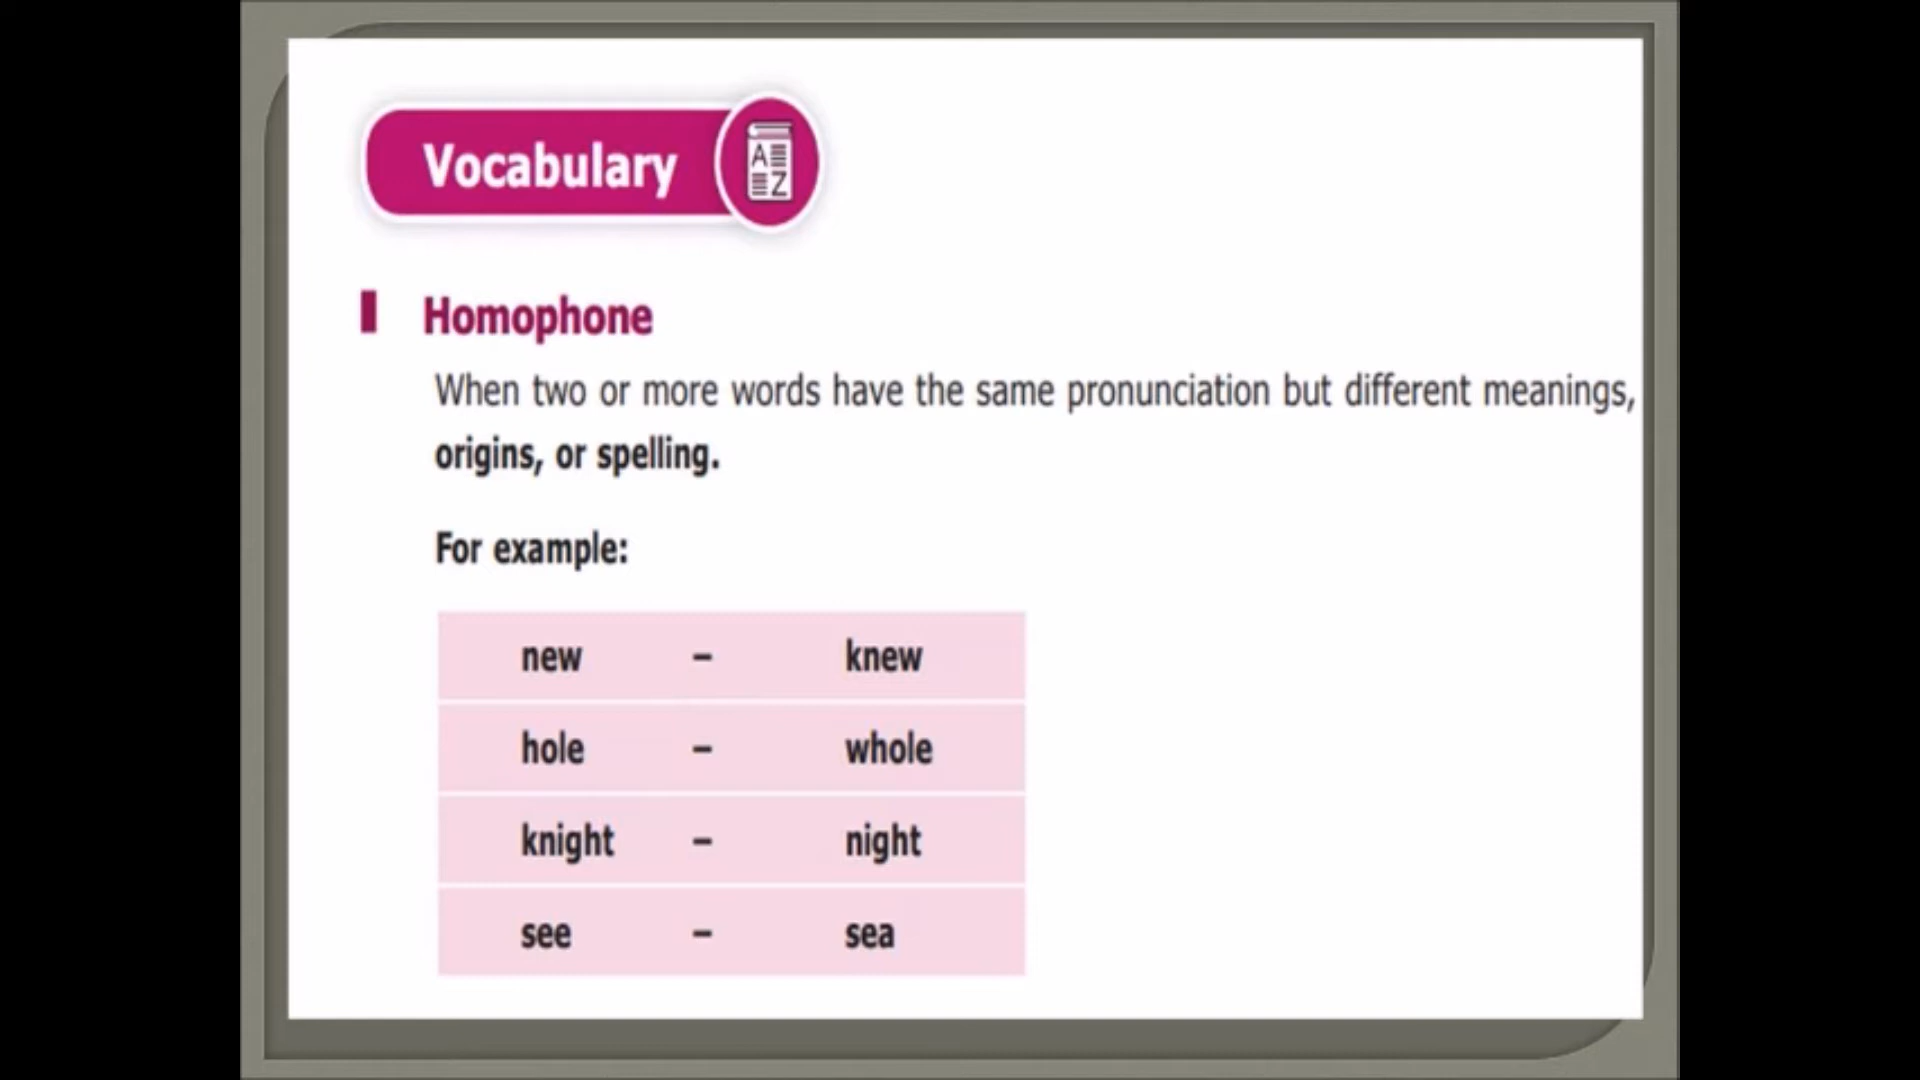 Vocabulary
A
Z
Homophone
When two or more words have the same pronunciation but different meanings,
origins, or spelling.
For example:
new – knew
hole – whole
knight – night
see – sea